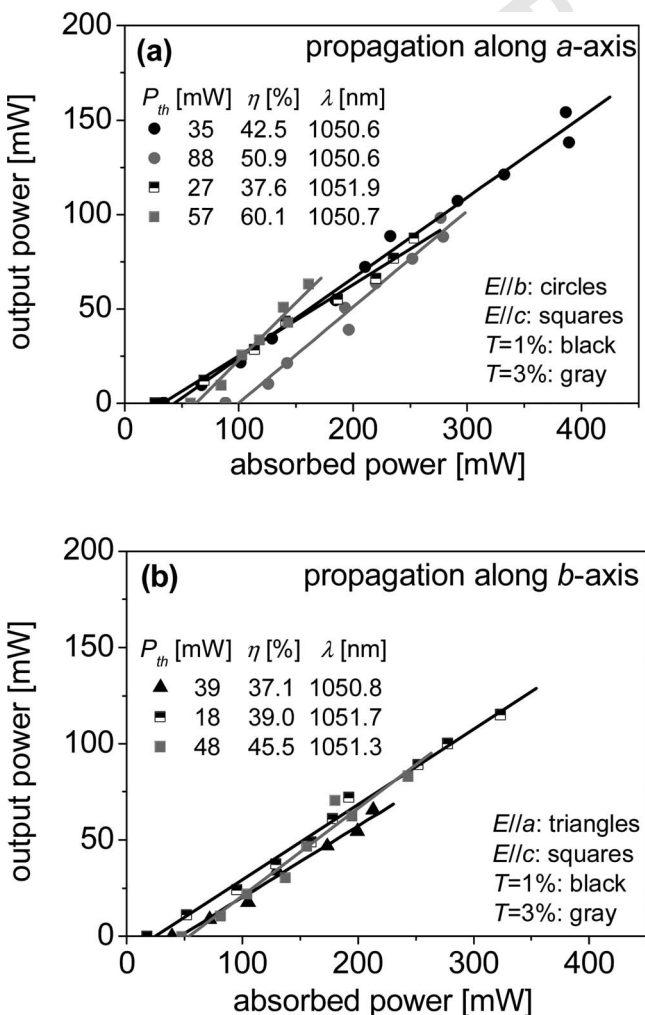 200
(a)
propagation along a-axis
P_th [mW] η [%] λ [nm]
35 42.5 1050.6
88 50.9 1050.6
27 37.6 1051.9
57 60.1 1050.7
150
100
50
0
output power [mW]
E//b: circles
E//c: squares
T=1%: black
T=3%: gray
0 100 200 300 400
absorbed power [mW]
200
(b)
propagation along b-axis
P_th [mW] η [%] λ [nm]
39 37.1 1050.8
18 39.0 1051.7
48 45.5 1051.3
150
100
50
0
output power [mW]
E//a: triangles
E//c: squares
T=1%: black
T=3%: gray
0 100 200 300 400
absorbed power [mW]